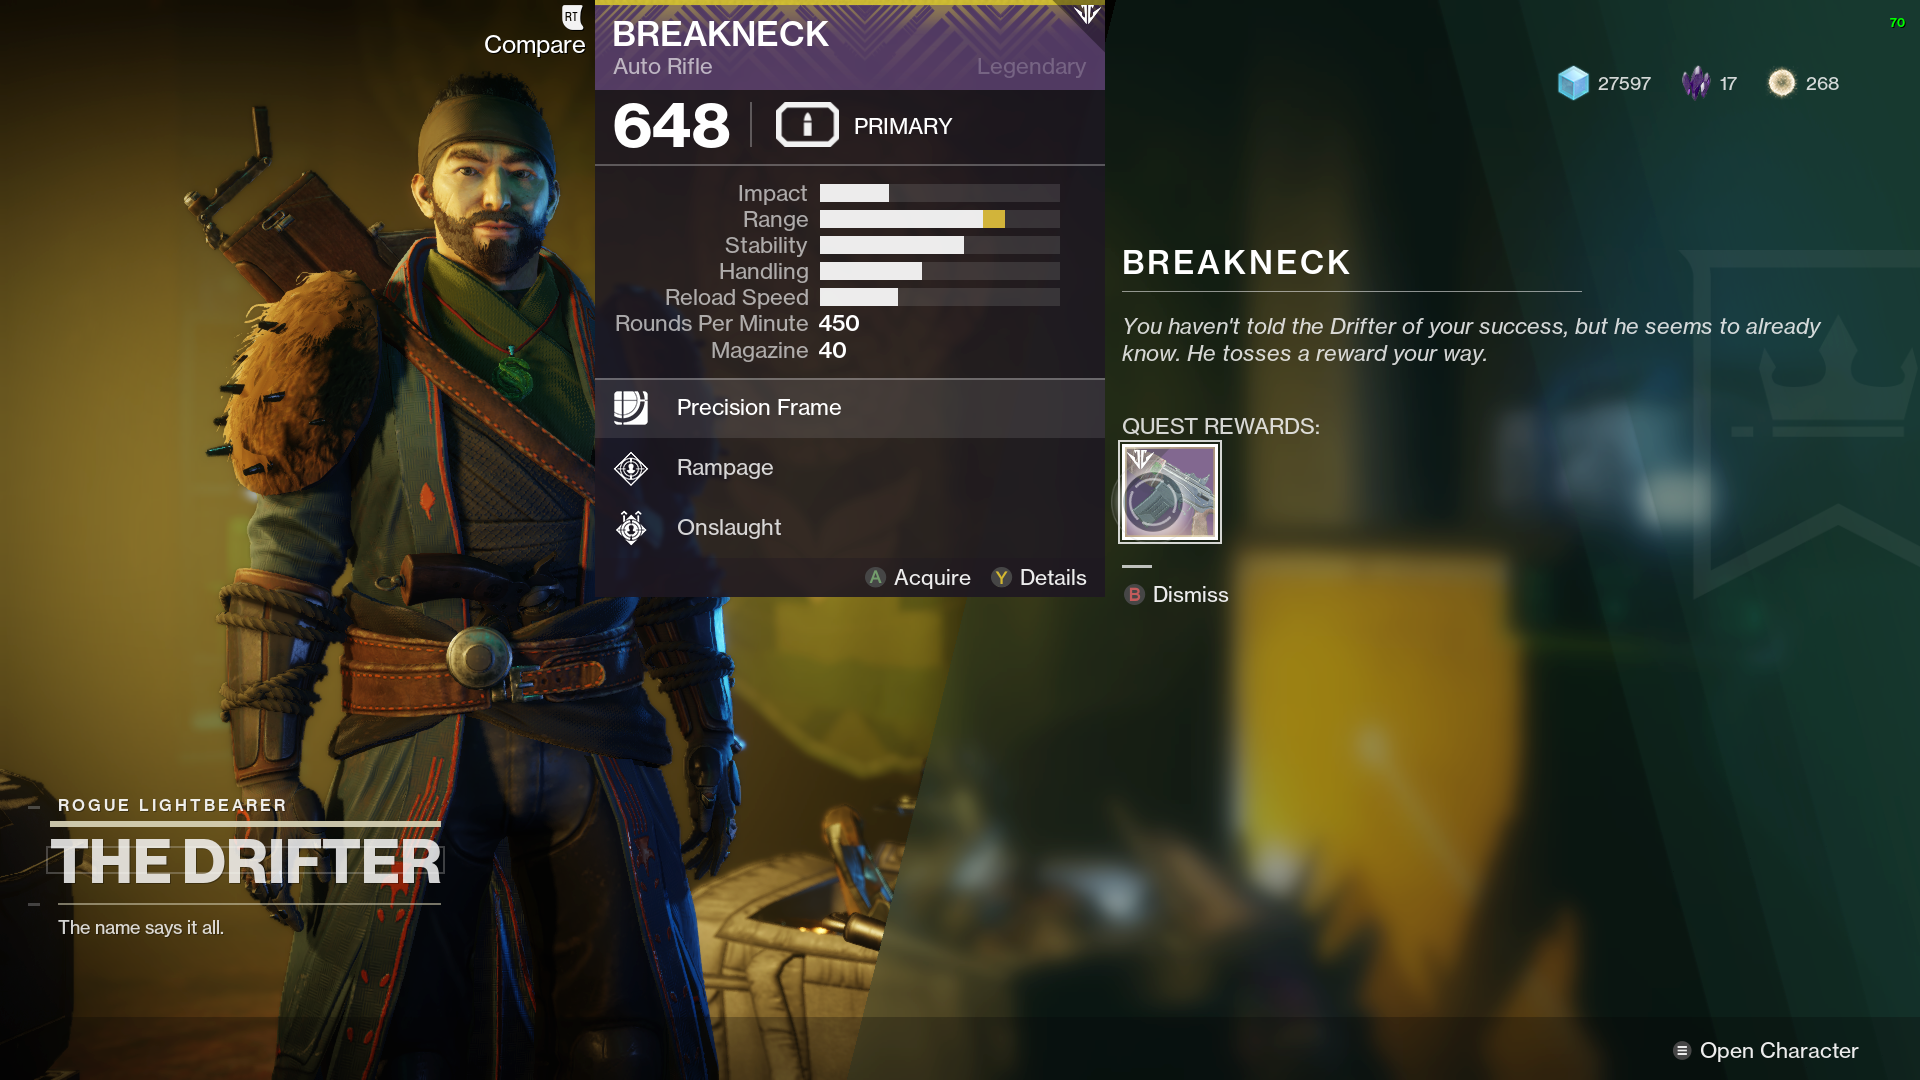 70
RT
Compare
BREAKNECK
Auto Rifle
Legendary
648
PRIMARY
Impact
Range
Stability
Handling
Reload Speed
Rounds Per Minute 450
Magazine 40
Precision Frame
Rampage
Onslaught
A Acquire
Y Details
27597
17
268
BREAKNECK
You haven't told the Drifter of your success, but he seems to already
know. He tosses a reward your way.
QUEST REWARDS:
B Dismiss
ROGUE LIGHTBEARER
THE DRIFTER
The name says it all.
Open Character